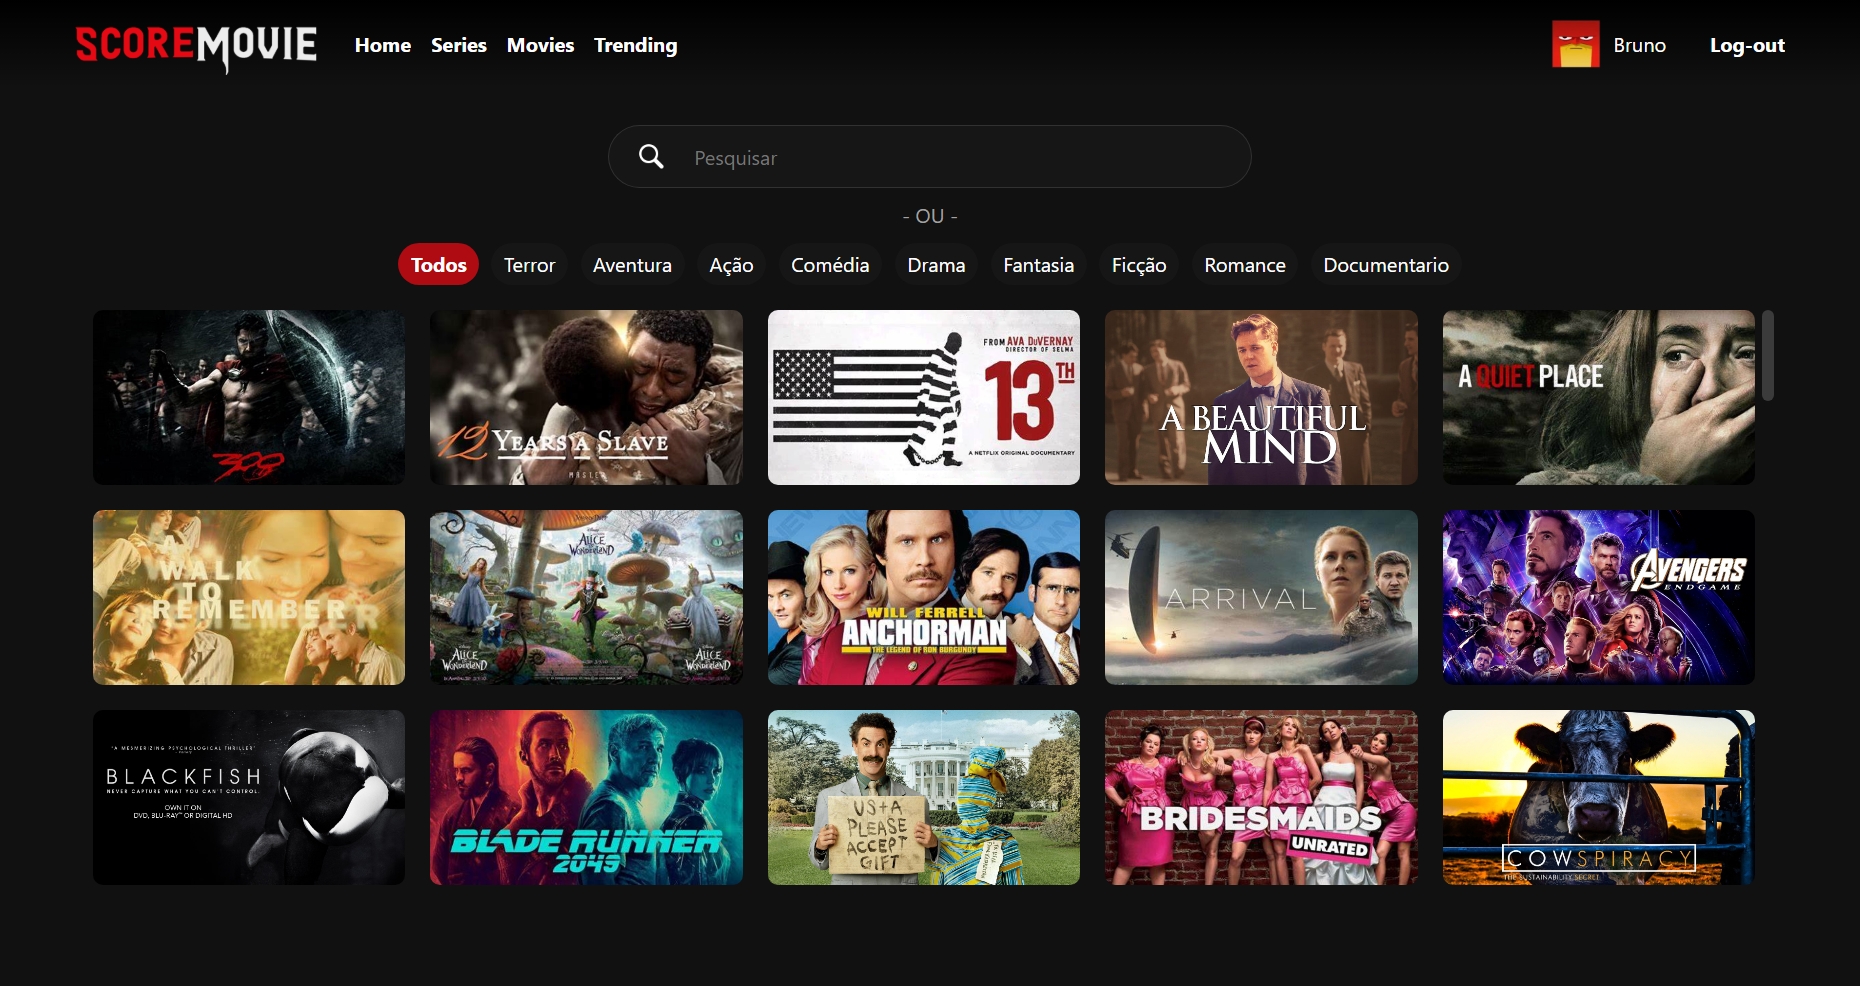 SCOREMOVIE
Home Series Movies Trending
Bruno Log-out
Pesquisar
- OU -
Todos Terror Aventura Ação Comédia Drama Fantasia Ficção Romance Documentario
300
12 YEARS A SLAVE
FROM AVA DUVERNAY
DIRECTOR OF SELMA
13TH
A NETFLIX ORIGINAL DOCUMENTARY
A BEAUTIFUL
MIND
A QUIET PLACE
WALK
TO
REMEMBER
ALICE
IN
WONDERLAND
ALICE
IN
WONDERLAND
ALICE
IN
WONDERLAND
WILL FERRELL
ANCHORMAN
THE LEGEND OF RON BURGUNDY
ARRIVAL
AVENGERS
ENDGAME
"A MESMERIZING PSYCHOLOGICAL THRILLER"
BLACKFISH
NEVER CAPTURE WHAT YOU CAN'T CONTROL.
OWN IT ON
DVD, BLU-RAY™ OR DIGITAL HD
BLADE RUNNER
2049
US+A
PLEASE
ACCEPT
GIFT
BRIDESMAIDS
UNRATED
COWSPIRACY
THE SUSTAINABILITY SECRET